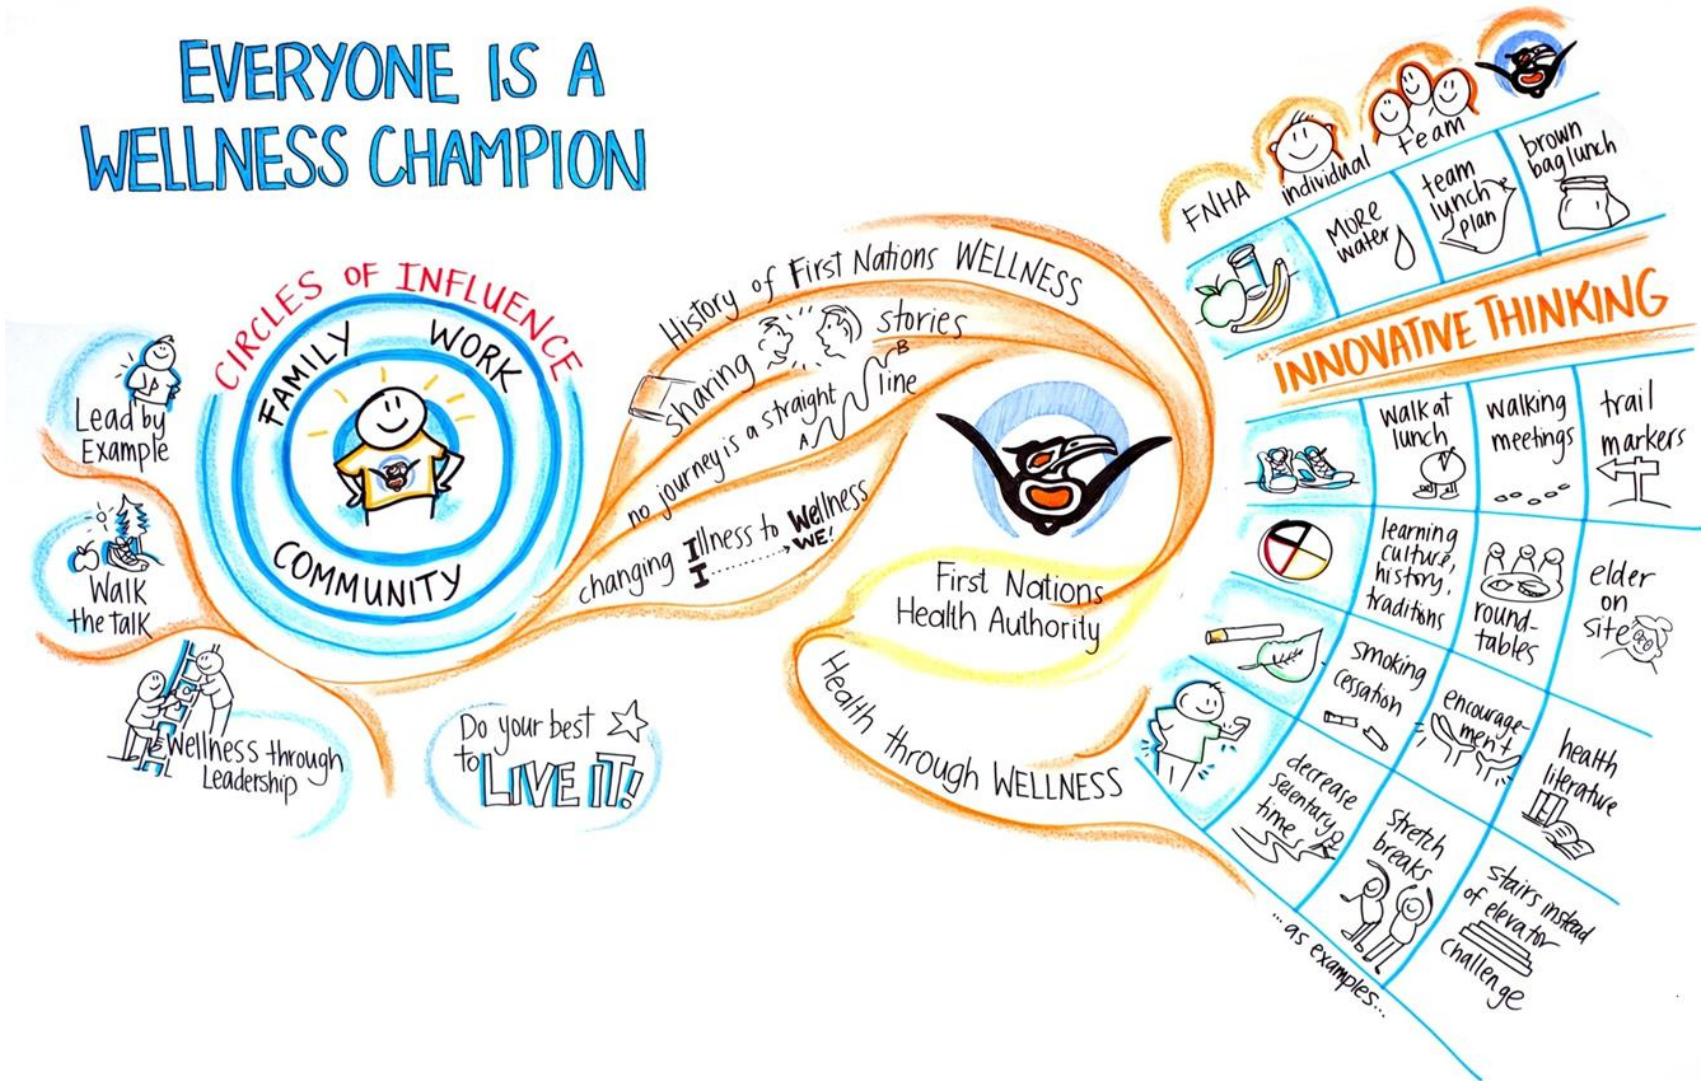 EVERYONE IS A
WELLNESS CHAMPION
CIRCLES OF INFLUENCE
FAMILY
WORK
COMMUNITY
Lead by
Example
Walk
the talk
Wellness through
Leadership
Do your best
to LIVE IT!
History of First Nations WELLNESS
sharing
stories
no journey is a straight
line
A
B
changing Illness to Wellness
I
WE!
First Nations
Health Authority
Health through WELLNESS
FNHA
individual
team
MORE
water
team
lunch
plan
brown
bag lunch
INNOVATIVE THINKING
walk at
lunch
walking
meetings
trail
markers
learning
culture,
history,
traditions
round-
tables
elder
on
site
smoking
cessation
encourage-
ment
health
literature
decrease
sedentary
time
stretch
breaks
stairs instead
of elevator
challenge
... as examples...